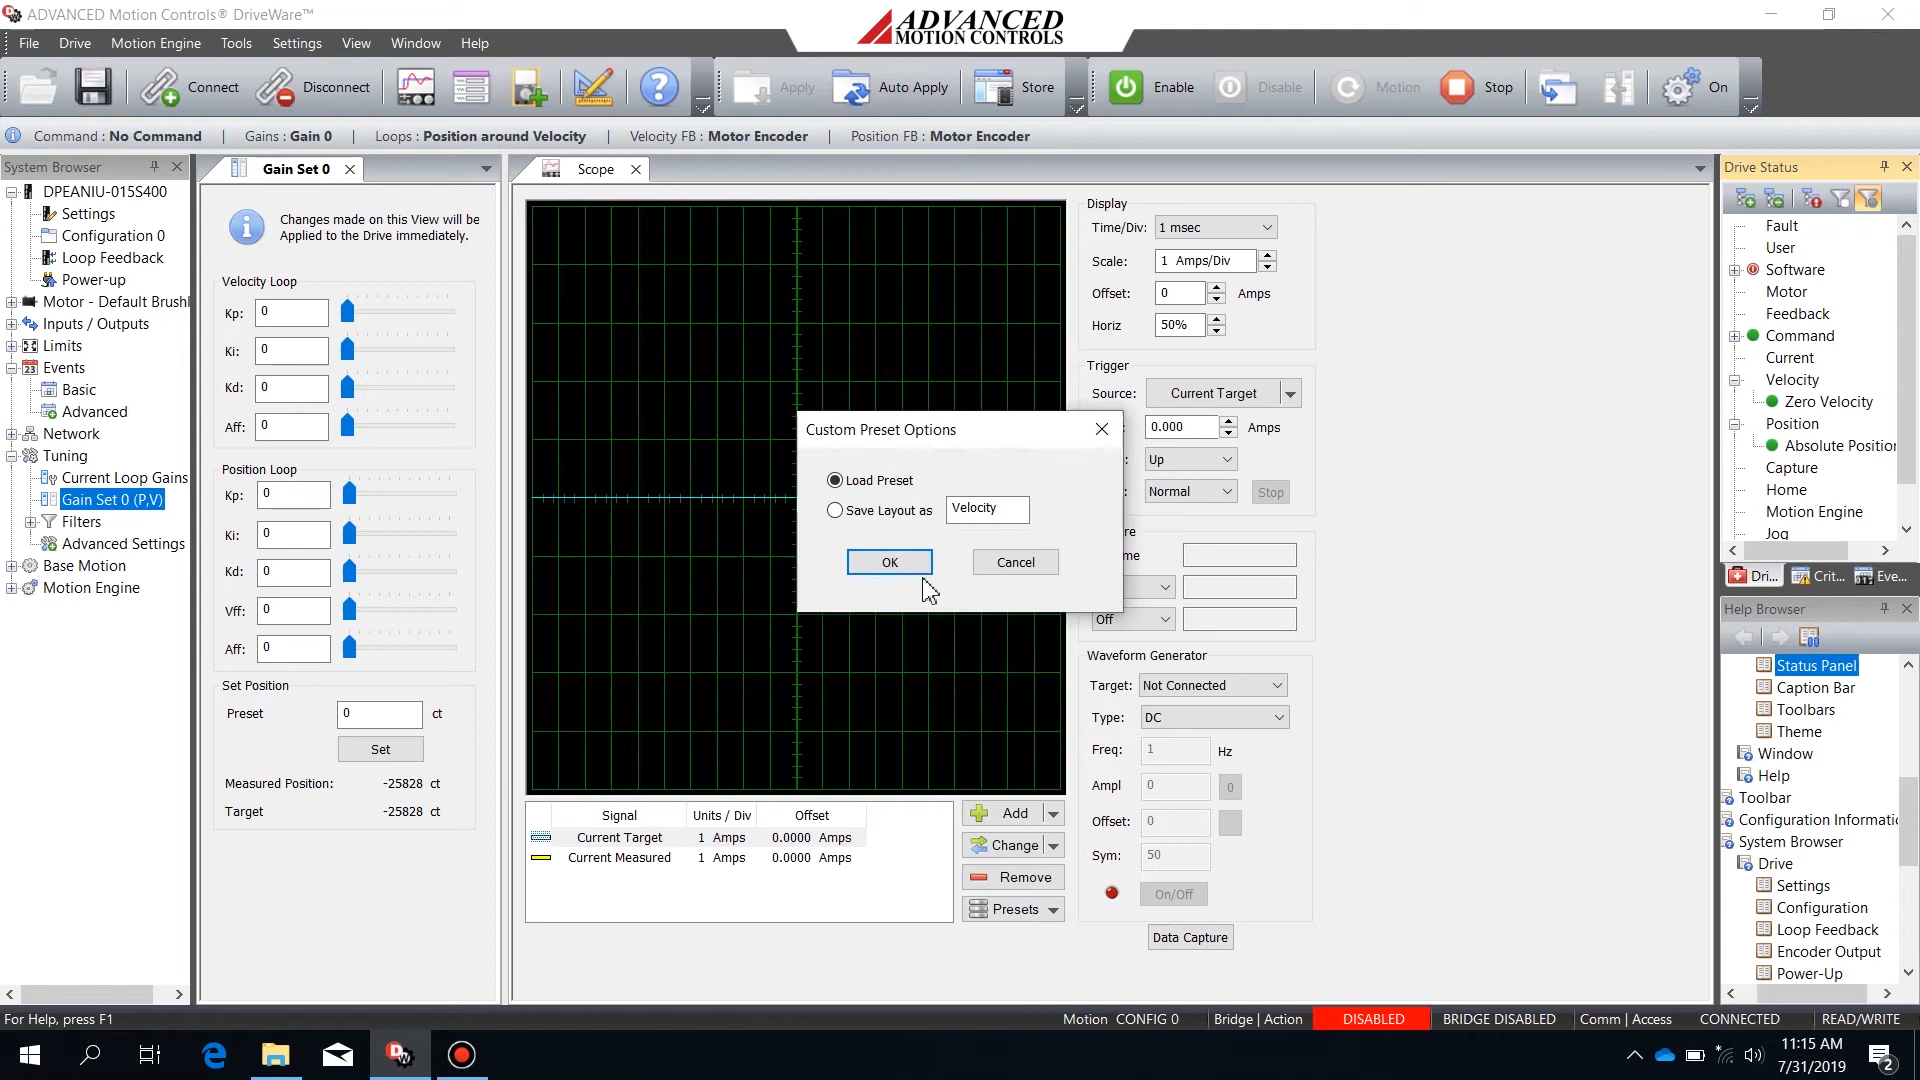 ADVANCED Motion Controls® DriveWare™
ADVANCED
MOTION CONTROLS
File Drive Motion Engine Tools Settings View Window Help
Connect Disconnect Apply Auto Apply Store Enable Disable Motion Stop On
Command : No Command | Gains : Gain 0 | Loops : Position around Velocity | Velocity FB : Motor Encoder | Position FB : Motor Encoder
System Browser
DPEANIU-015S400
Settings
Configuration 0
Loop Feedback
Power-up
Motor - Default Brushl
Inputs / Outputs
Limits
23 Events
Basic
Advanced
Network
Tuning
Current Loop Gains
Gain Set 0 (P,V)
Filters
Advanced Settings
Base Motion
Motion Engine
Gain Set 0
Changes made on this View will be
Applied to the Drive immediately.
Velocity Loop
Kp: 0
Ki: 0
Kd: 0
Aff: 0
Position Loop
Kp: 0
Ki: 0
Kd: 0
Vff: 0
Aff: 0
Set Position
Preset 0 ct
Set
Measured Position: -25828 ct
Target -25828 ct
Scope
Signal Units / Div Offset
Current Target 1 Amps 0.0000 Amps
Current Measured 1 Amps 0.0000 Amps
Add
Change
Remove
Presets
Custom Preset Options
Load Preset
Save Layout as Velocity
OK Cancel
Display
Time/Div: 1 msec
Scale: 1 Amps/Div
Offset: 0 Amps
Horiz 50%
Trigger
Source: Current Target
: 0.000 Amps
: Up
: Normal Stop
re
me
Off
Waveform Generator
Target: Not Connected
Type: DC
Freq: 1 Hz
Ampl 0 0
Offset: 0
Sym: 50
On/Off
Data Capture
Drive Status
Fault
User
Software
Motor
Feedback
Command
Current
Velocity
Zero Velocity
Position
Absolute Position
Capture
Home
Motion Engine
Jog
Dri... Crit... Eve...
Help Browser
Status Panel
Caption Bar
Toolbars
Theme
Window
Help
Toolbar
Configuration Informatic
System Browser
Drive
Settings
Configuration
Loop Feedback
Encoder Output
Power-Up
For Help, press F1 Motion CONFIG 0 Bridge | Action DISABLED BRIDGE DISABLED Comm | Access CONNECTED READ/WRITE
11:15 AM
7/31/2019
2